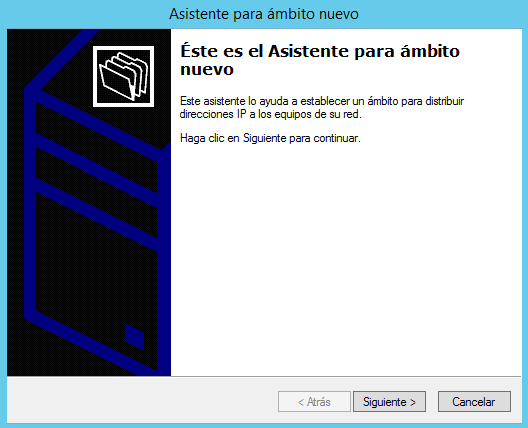 Asistente para ámbito nuevo
Éste es el Asistente para ámbito
nuevo
Este asistente lo ayuda a establecer un ámbito para distribuir
direcciones IP a los equipos de su red.
Haga clic en Siguiente para continuar.
< Atrás
Siguiente >
Cancelar